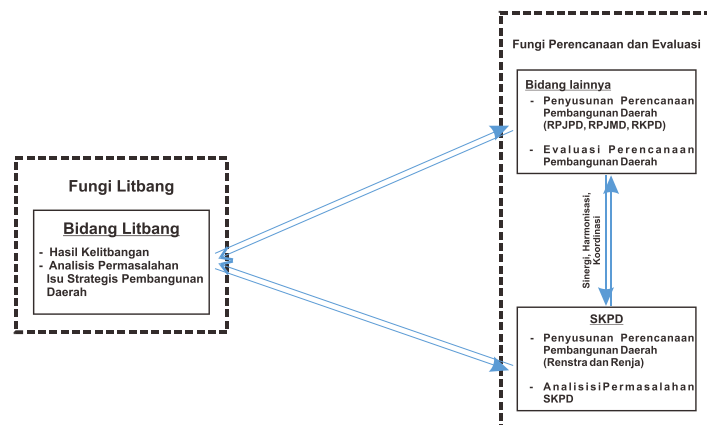 Fungi Litbang
Bidang Litbang
- Hasil Kelitbangan
- Analisis Permasalahan
Isu Strategis Pembangunan
Daerah
Fungi Perencanaan dan Evaluasi
Bidang lainnya
- Penyusunan Perencanaan
Pembangunan Daerah
(RPJPD, RPJMD, RKPD)
- Evaluasi Perencanaan
Pembangunan Daerah
Sinergi, Harmonisasi,
Koordinasi
SKPD
- Penyusunan Perencanaan
Pembangunan Daerah
(Renstra dan Renja)
- AnalisisiPermasalahan
SKPD